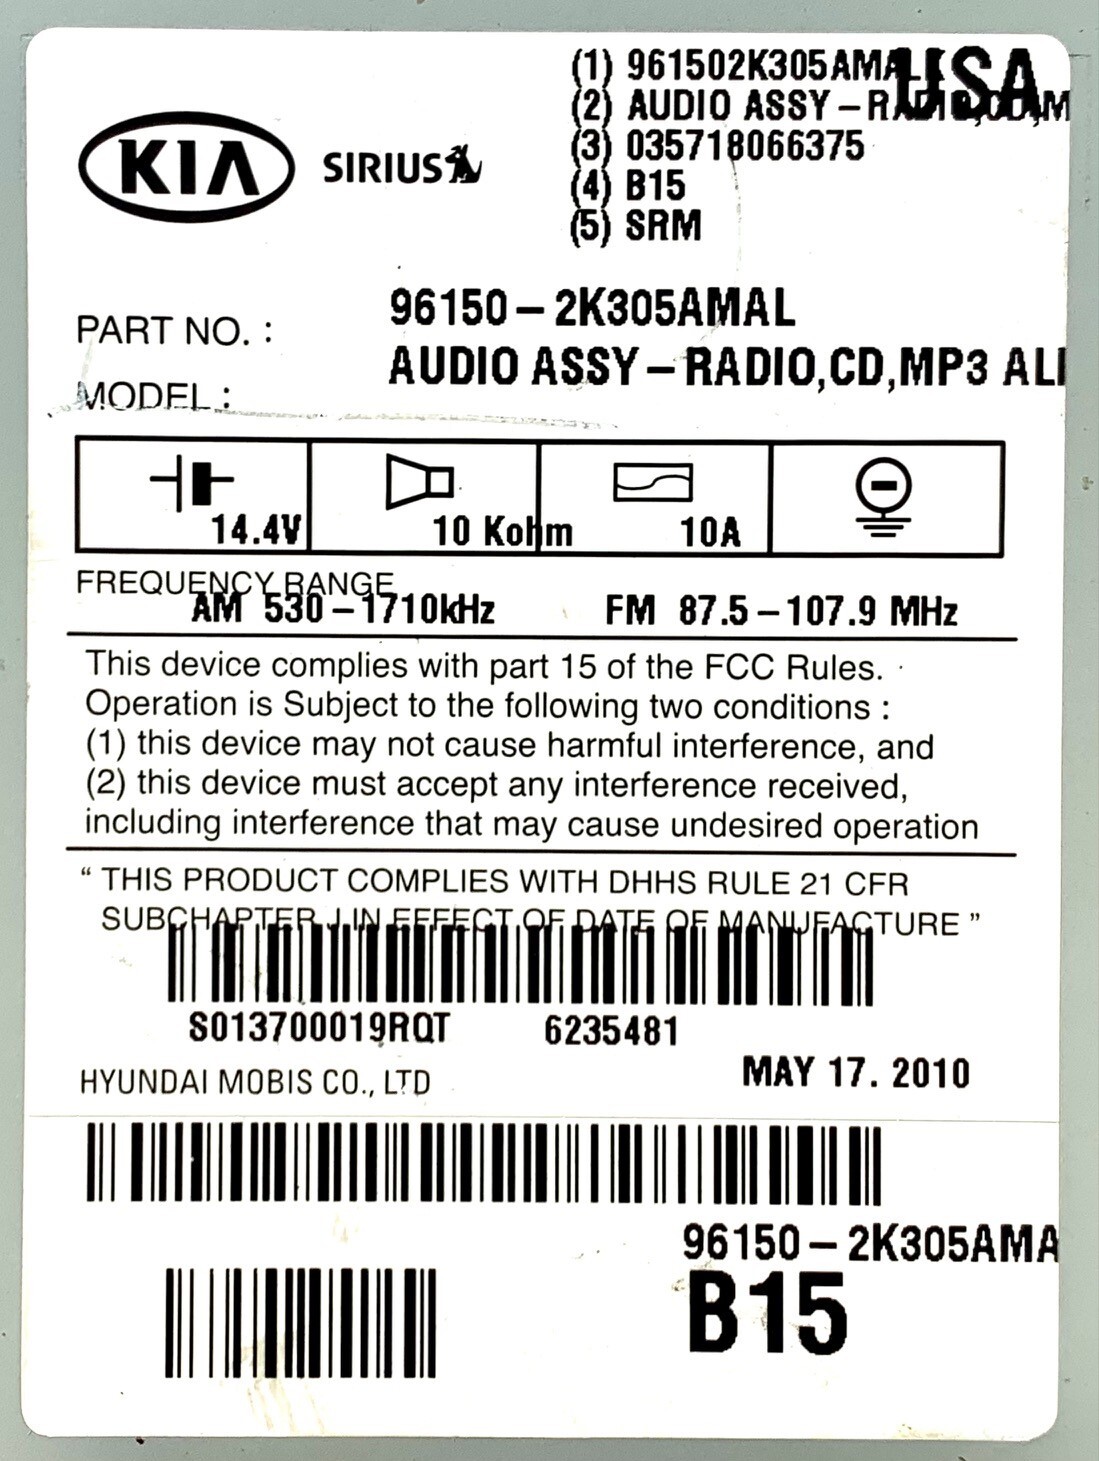 (1) 961502K305AMAL
USA
(2) AUDIO ASSY-RADIO,CD,M
(3) 035718066375
(4) B15
(5) SRM
KIA SIRIUS
PART NO. : 96150-2K305AMAL
MODEL : AUDIO ASSY-RADIO,CD,MP3 ALI
14.4V 10 Kohm 10A
FREQUENCY RANGE
AM 530-1710kHz FM 87.5-107.9 MHz
This device complies with part 15 of the FCC Rules.
Operation is Subject to the following two conditions :
(1) this device may not cause harmful interference, and
(2) this device must accept any interference received,
including interference that may cause undesired operation
“ THIS PRODUCT COMPLIES WITH DHHS RULE 21 CFR
SUBCHAPTER J IN EFFECT OF DATE OF MANUFACTURE ”
S013700019RQT 6235481
HYUNDAI MOBIS CO., LTD MAY 17. 2010
96150-2K305AMA
B15